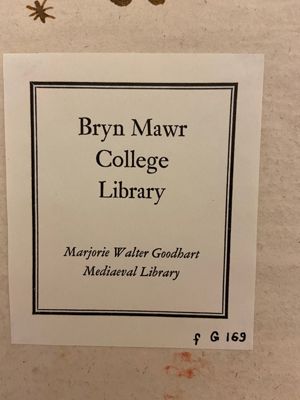 Bryn Mawr
College
Library
Marjorie Walter Goodhart
Mediaeval Library
f G 169